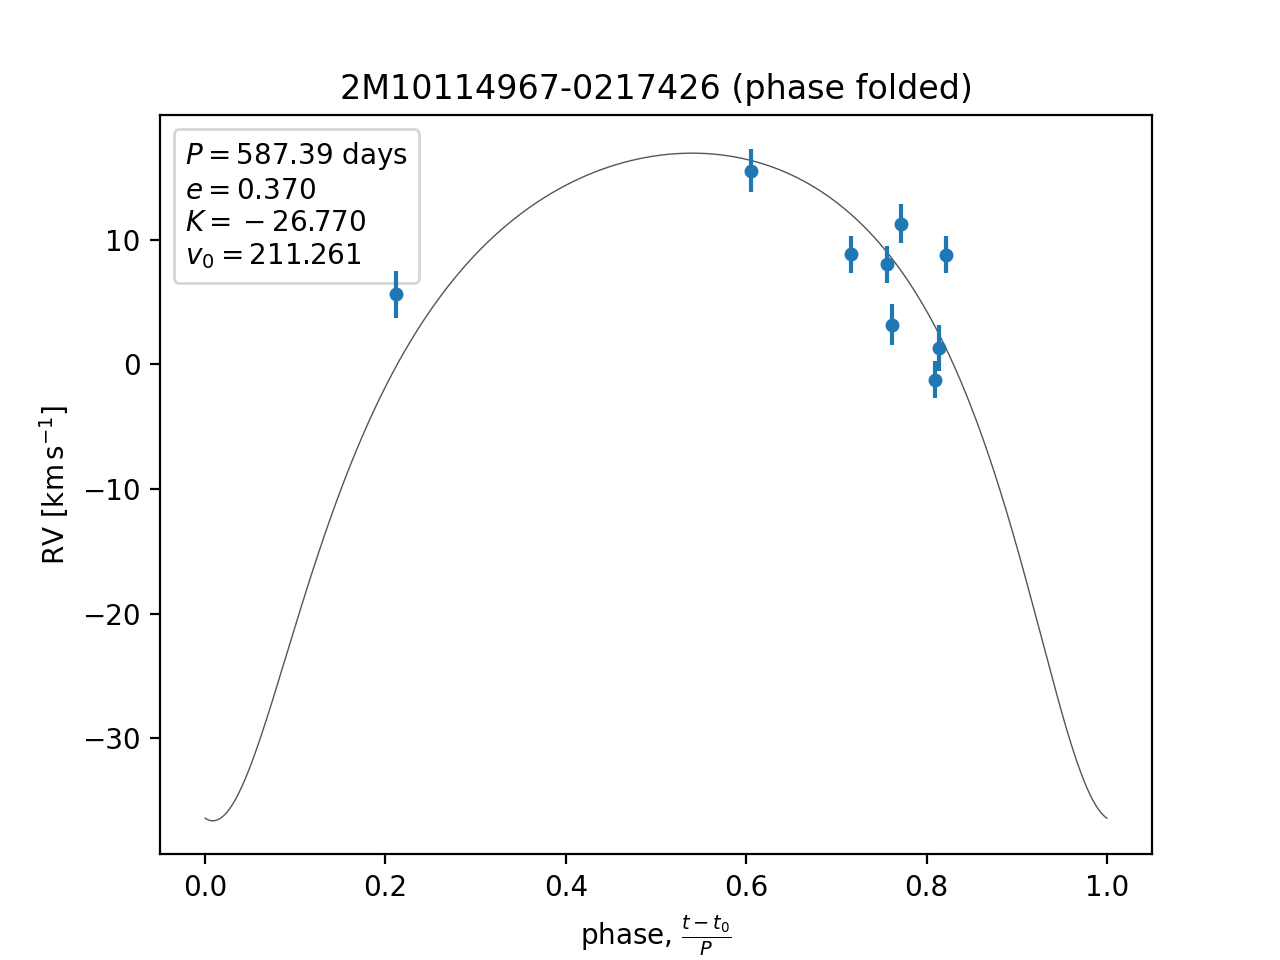 2M10114967-0217426 (phase folded)
P = 587.39 days
e = 0.370
K = −26.770
v₀ = 211.261
10
0
−10
−20
−30
RV [km s⁻¹]
0.0 0.2 0.4 0.6 0.8 1.0
phase, (t − t₀)/P